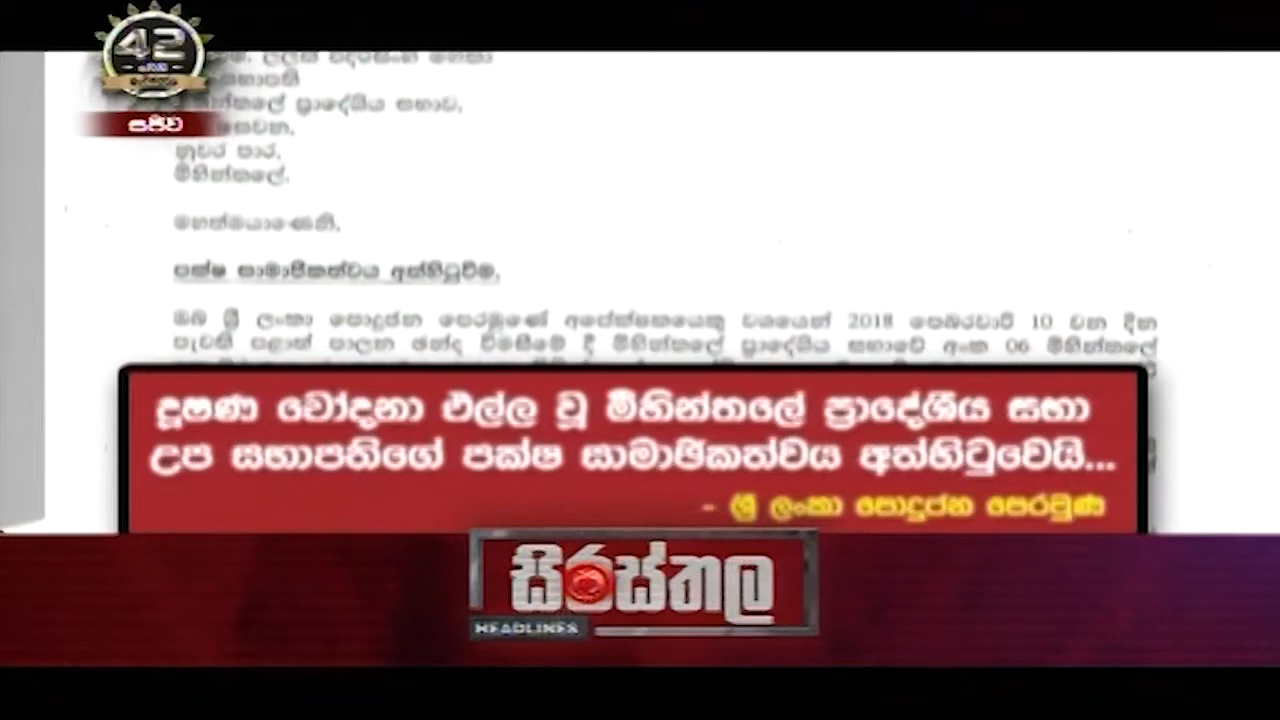 42
සජීව
ප්‍රාදේශීය සභාව,
නුවර පාර,
මිහින්තලේ.
මහත්මයාණෙනි,
පක්ෂ සාමාජිකත්වය අත්හිටුවීම.
ඔබ ශ්‍රී ලංකා පොදුජන පෙරමුණේ අපේක්ෂකයෙකු වශයෙන් 2018 පෙබරවාරි 10 වන දින
පැවති පළාත් පාලන ඡන්ද විමසීමේ දී මිහින්තලේ ප්‍රාදේශීය සභාවේ අංක 06 මිහින්තලේ
දූෂණ චෝදනා එල්ල වූ මිහින්තලේ ප්‍රාදේශීය සභා
උප සභාපතිගේ පක්ෂ සාමාජිකත්වය අත්හිටුවෙයි...
- ශ්‍රී ලංකා පොදුජන පෙරමුණ
සිරස්තල
HEADLINES